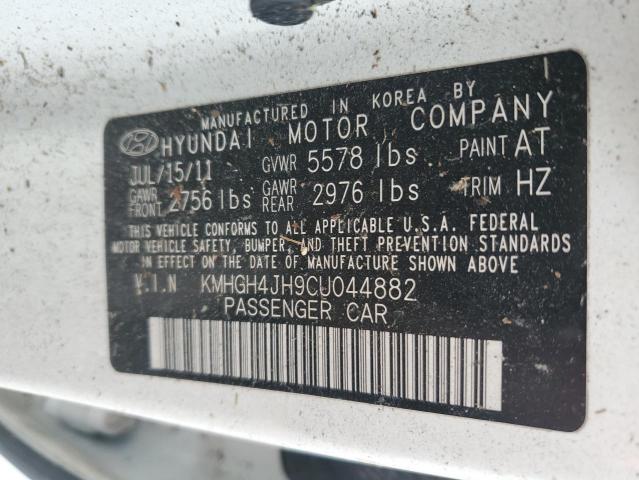 MANUFACTURED IN KOREA BY
HYUNDAI MOTOR COMPANY
JUL/15/11 GVWR 5578 lbs PAINT AT
GAWR FRONT 2756 lbs GAWR REAR 2976 lbs TRIM HZ
THIS VEHICLE CONFORMS TO ALL APPLICABLE U.S.A. FEDERAL
MOTOR VEHICLE SAFETY, BUMPER, AND THEFT PREVENTION STANDARDS
IN EFFECT ON THE DATE OF MANUFACTURE SHOWN ABOVE
V.I.N KMHGH4JH9CU044882
PASSENGER CAR